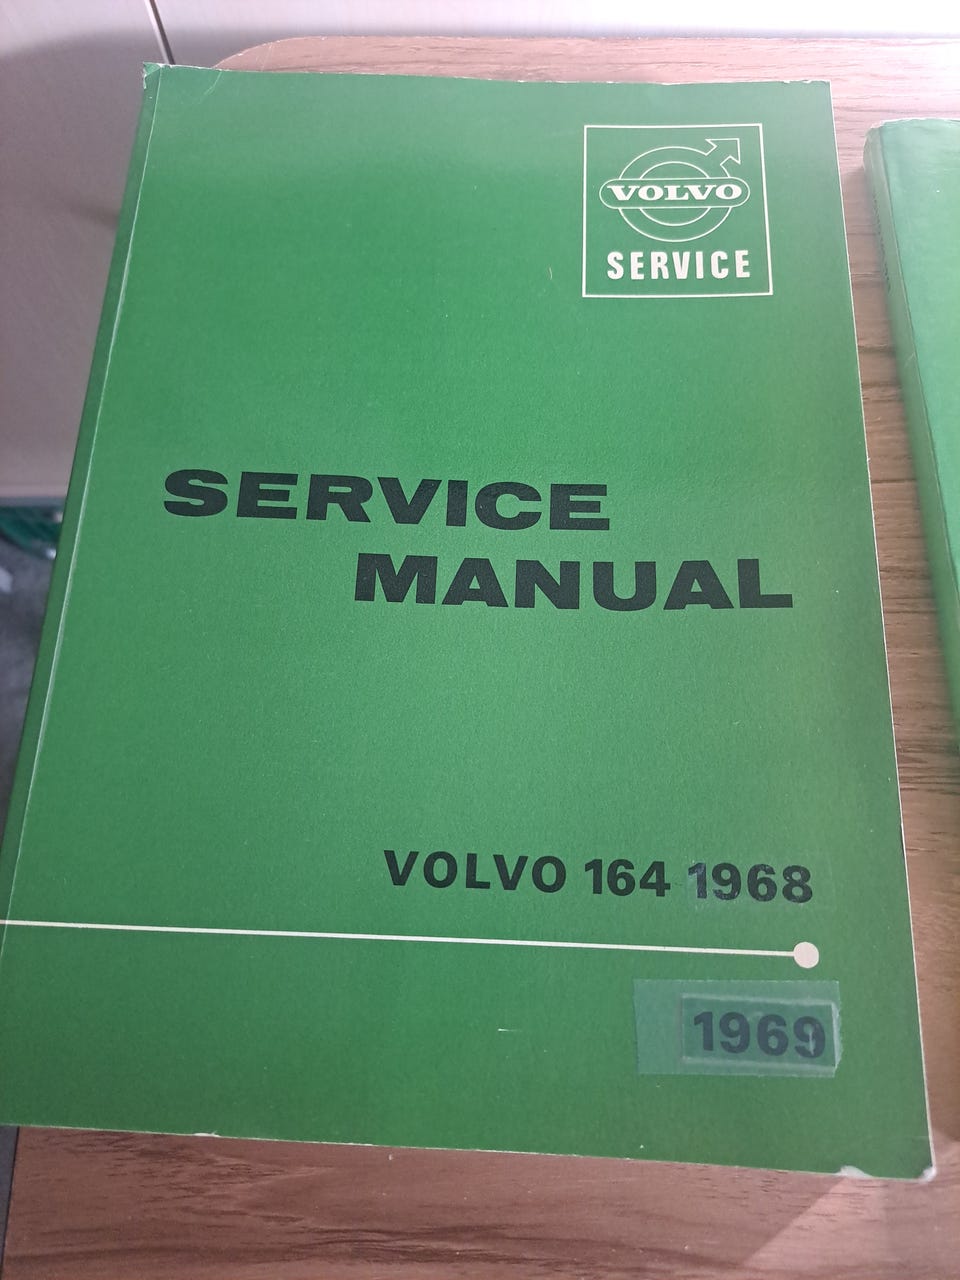 VOLVO
SERVICE
SERVICE
MANUAL
VOLVO 164 1968
1969